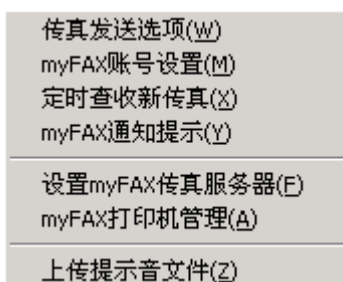 传真发送选项(W)
myFAX账号设置(M)
定时查收新传真(X)
myFAX通知提示(Y)
设置myFAX传真服务器(F)
myFAX打印机管理(A)
上传提示音文件(Z)